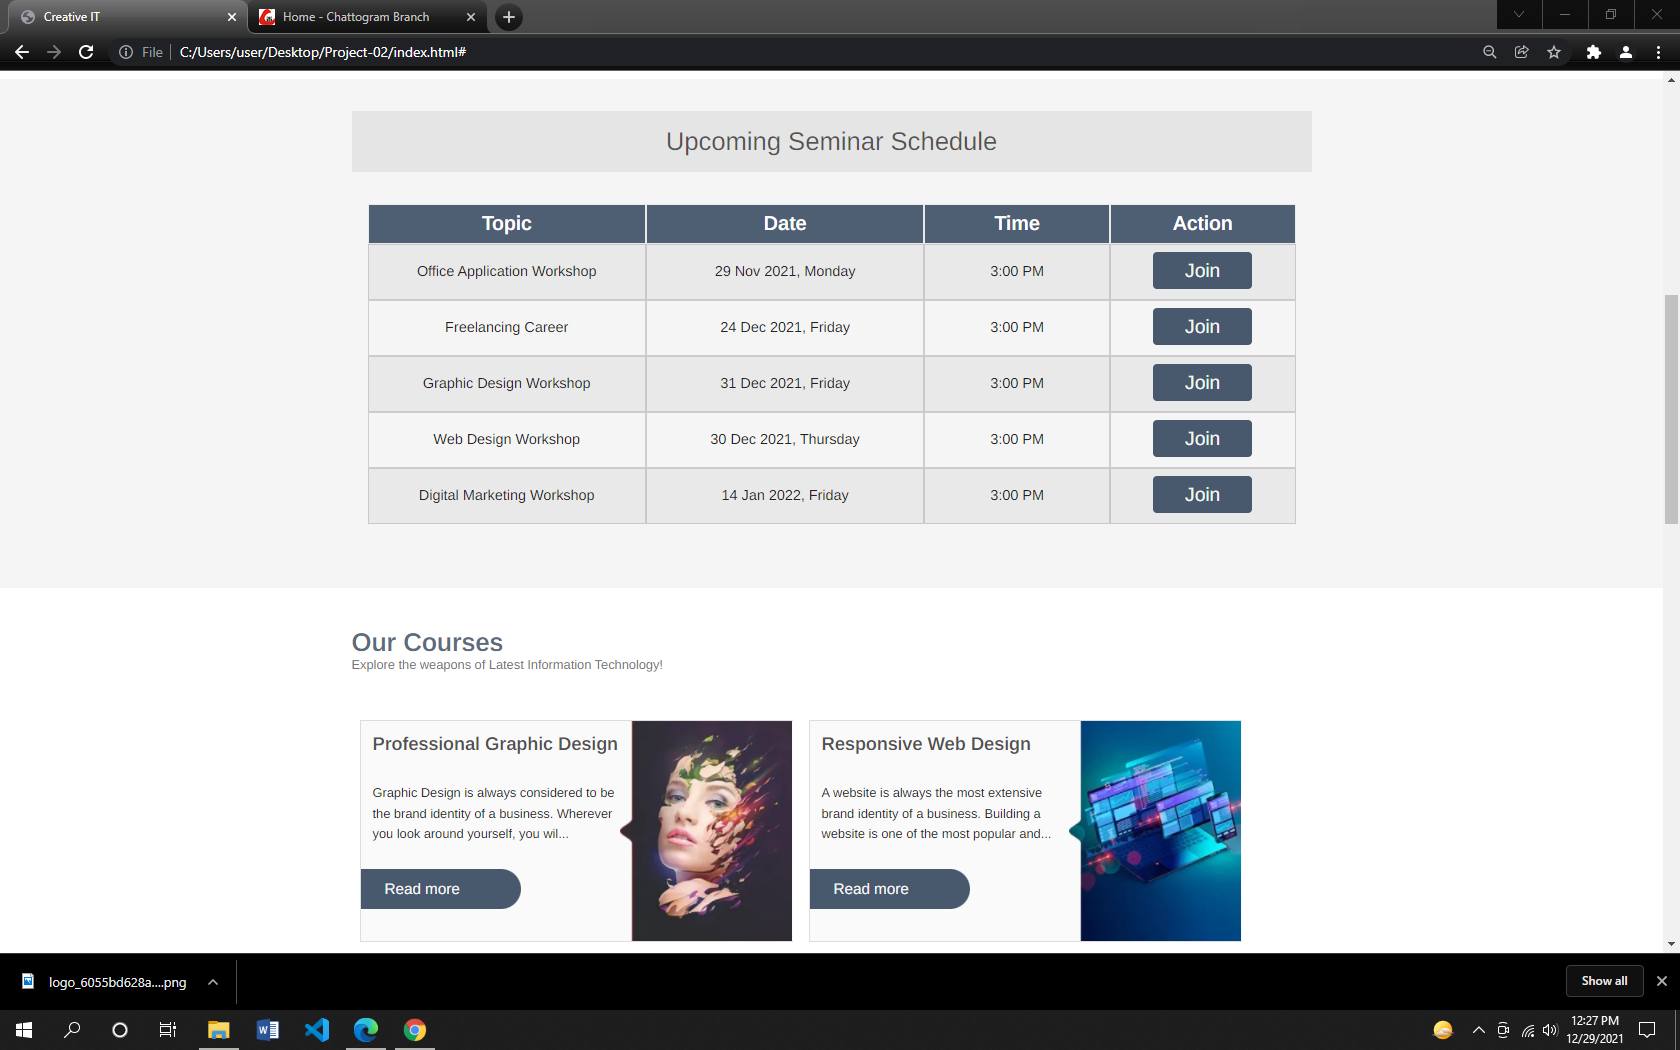 Creative IT
Home - Chattogram Branch
File C:/Users/user/Desktop/Project-02/index.html#
Upcoming Seminar Schedule
Topic Date Time Action
Office Application Workshop 29 Nov 2021, Monday 3:00 PM Join
Freelancing Career 24 Dec 2021, Friday 3:00 PM Join
Graphic Design Workshop 31 Dec 2021, Friday 3:00 PM Join
Web Design Workshop 30 Dec 2021, Thursday 3:00 PM Join
Digital Marketing Workshop 14 Jan 2022, Friday 3:00 PM Join
Our Courses
Explore the weapons of Latest Information Technology!
Professional Graphic Design
Graphic Design is always considered to be
the brand identity of a business. Wherever
you look around yourself, you wil...
Read more
Responsive Web Design
A website is always the most extensive
brand identity of a business. Building a
website is one of the most popular and...
Read more
logo_6055bd628a....png
Show all
12:27 PM
12/29/2021